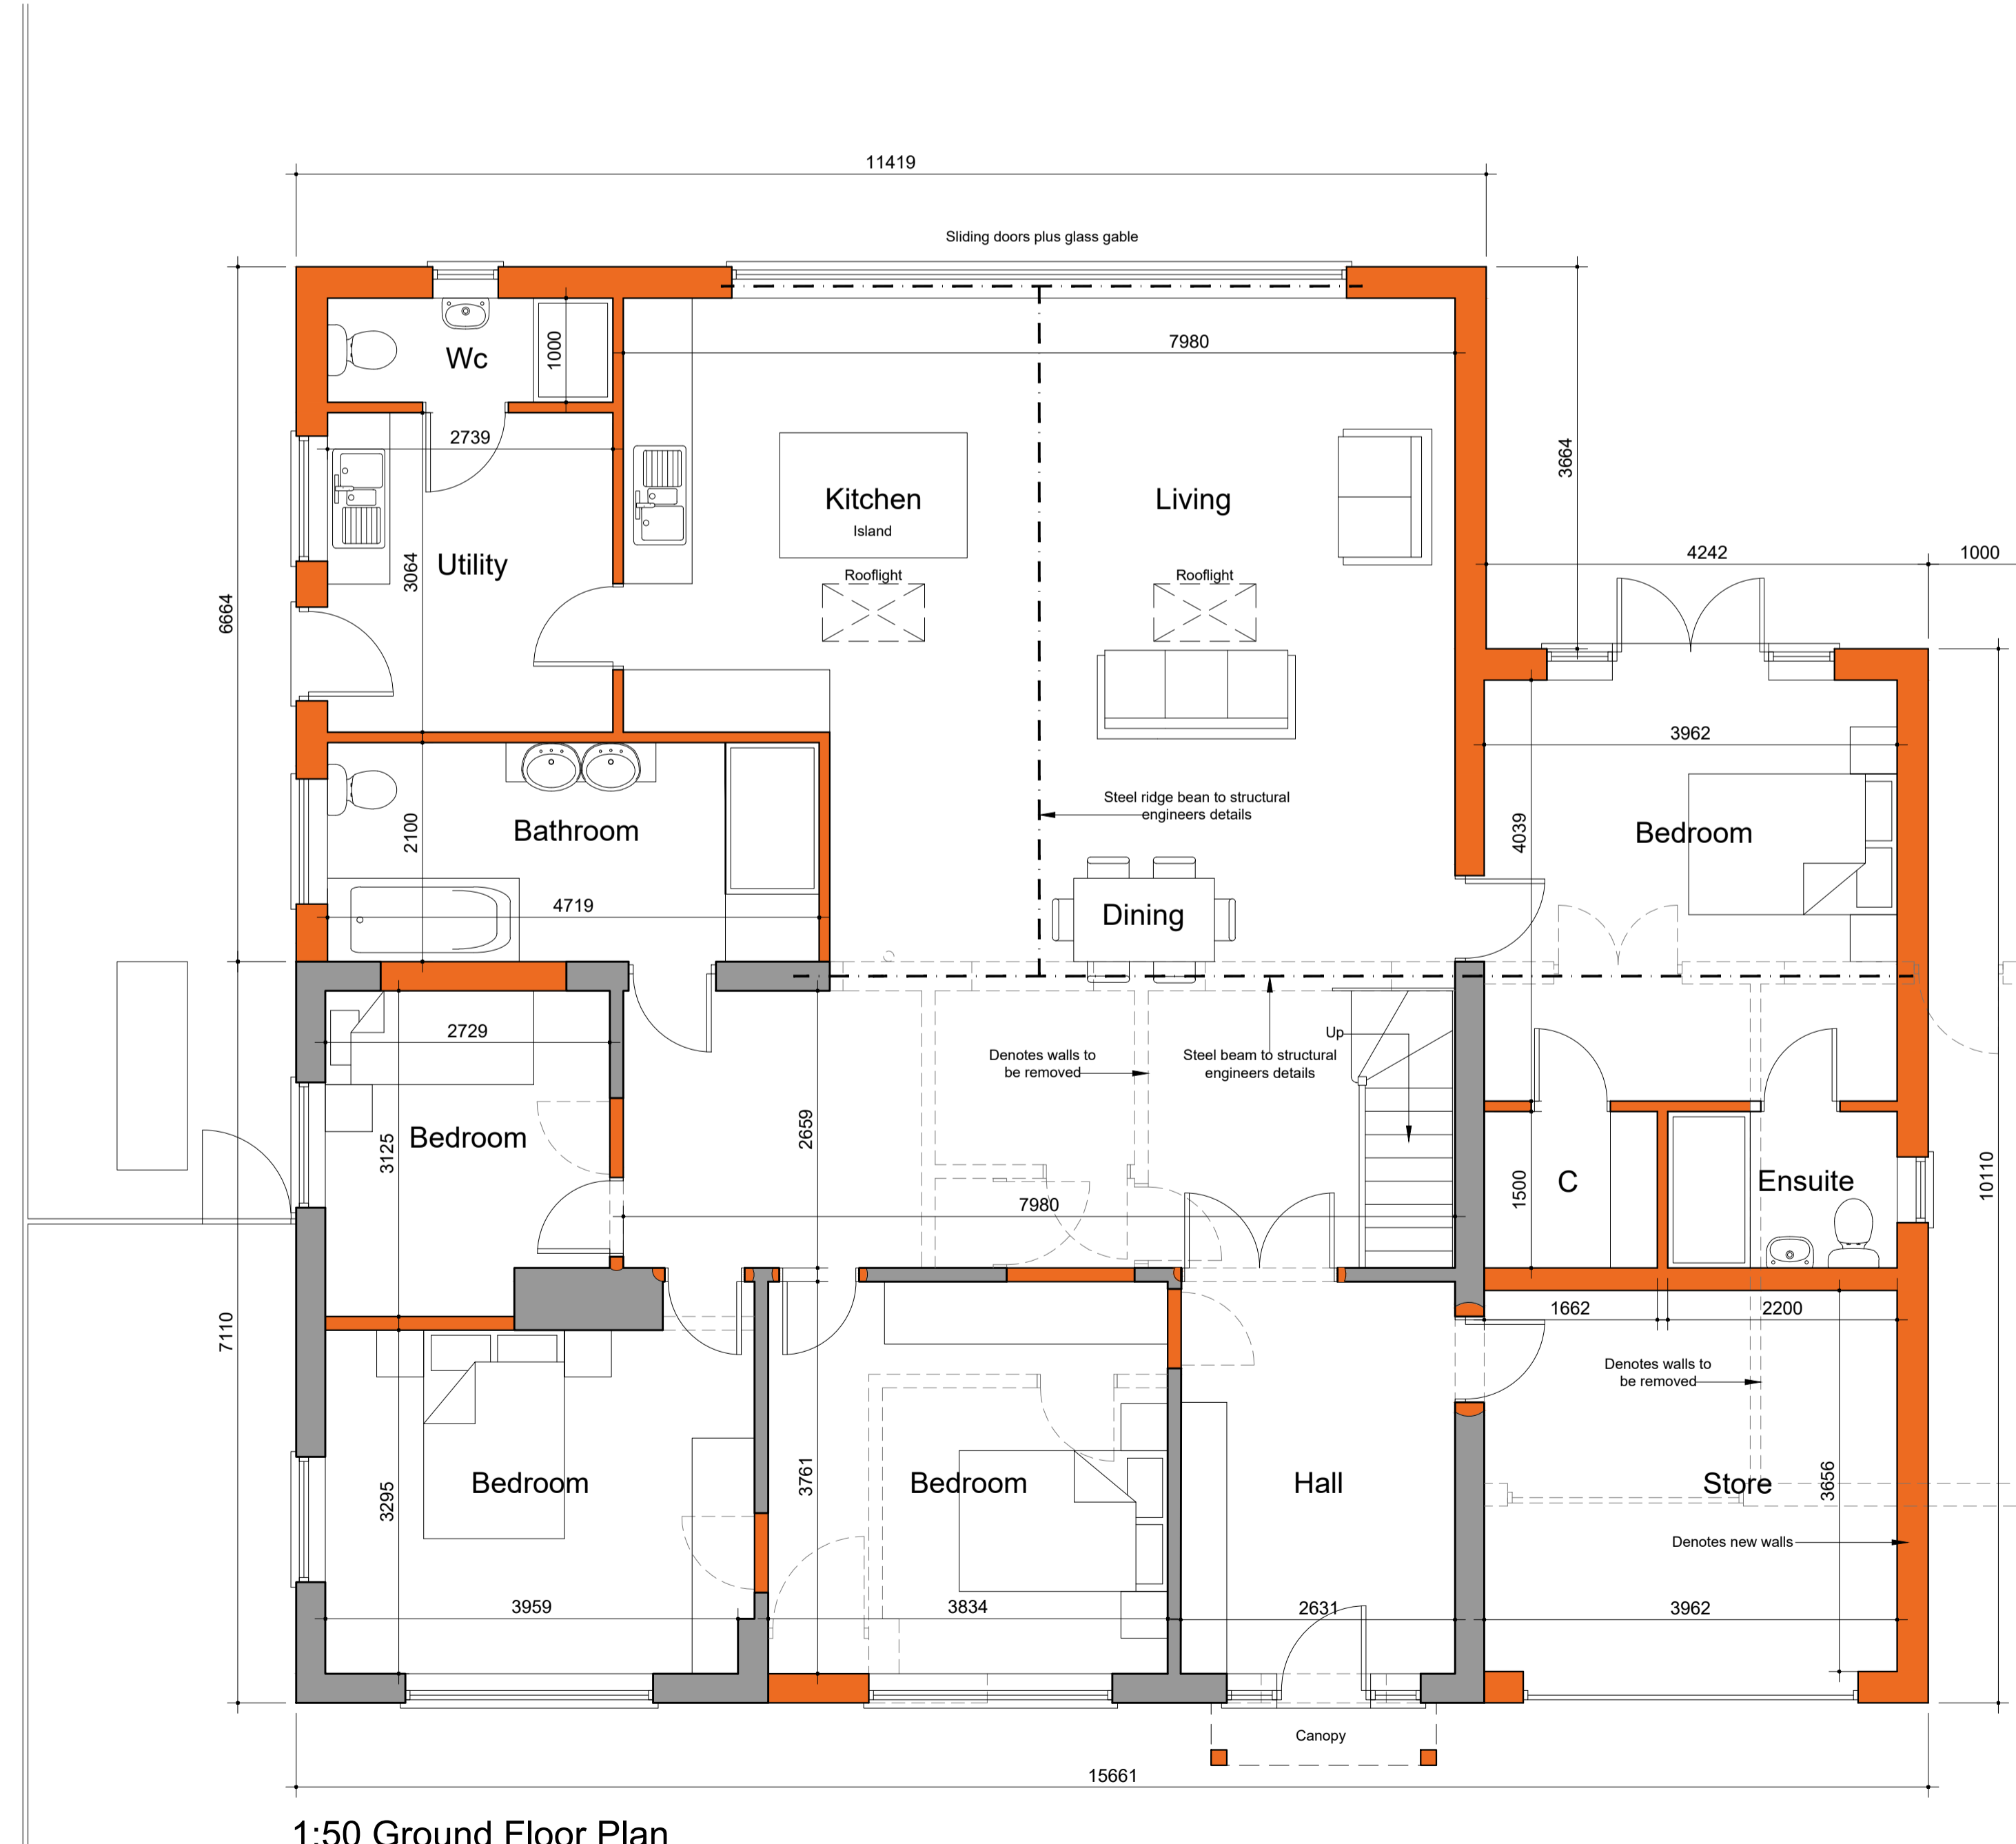 11419
Sliding doors plus glass gable
Wc
1000
7980
2739
3664
Kitchen
Island
Living
Utility
3064
Rooflight
Rooflight
4242
1000
6664
3962
Steel ridge bean to structural
engineers details
Bathroom
2100
4719
4039
Bedroom
Dining
2729
Up
Denotes walls to
be removed
Steel beam to structural
engineers details
Bedroom
3125
2659
7980
1500
C
Ensuite
10110
7110
1662
2200
Denotes walls to
be removed
Bedroom
3295
3761
Bedroom
Hall
Store
3656
Denotes new walls
3959
3834
2631
3962
Canopy
15661
1:50 Ground Floor Plan